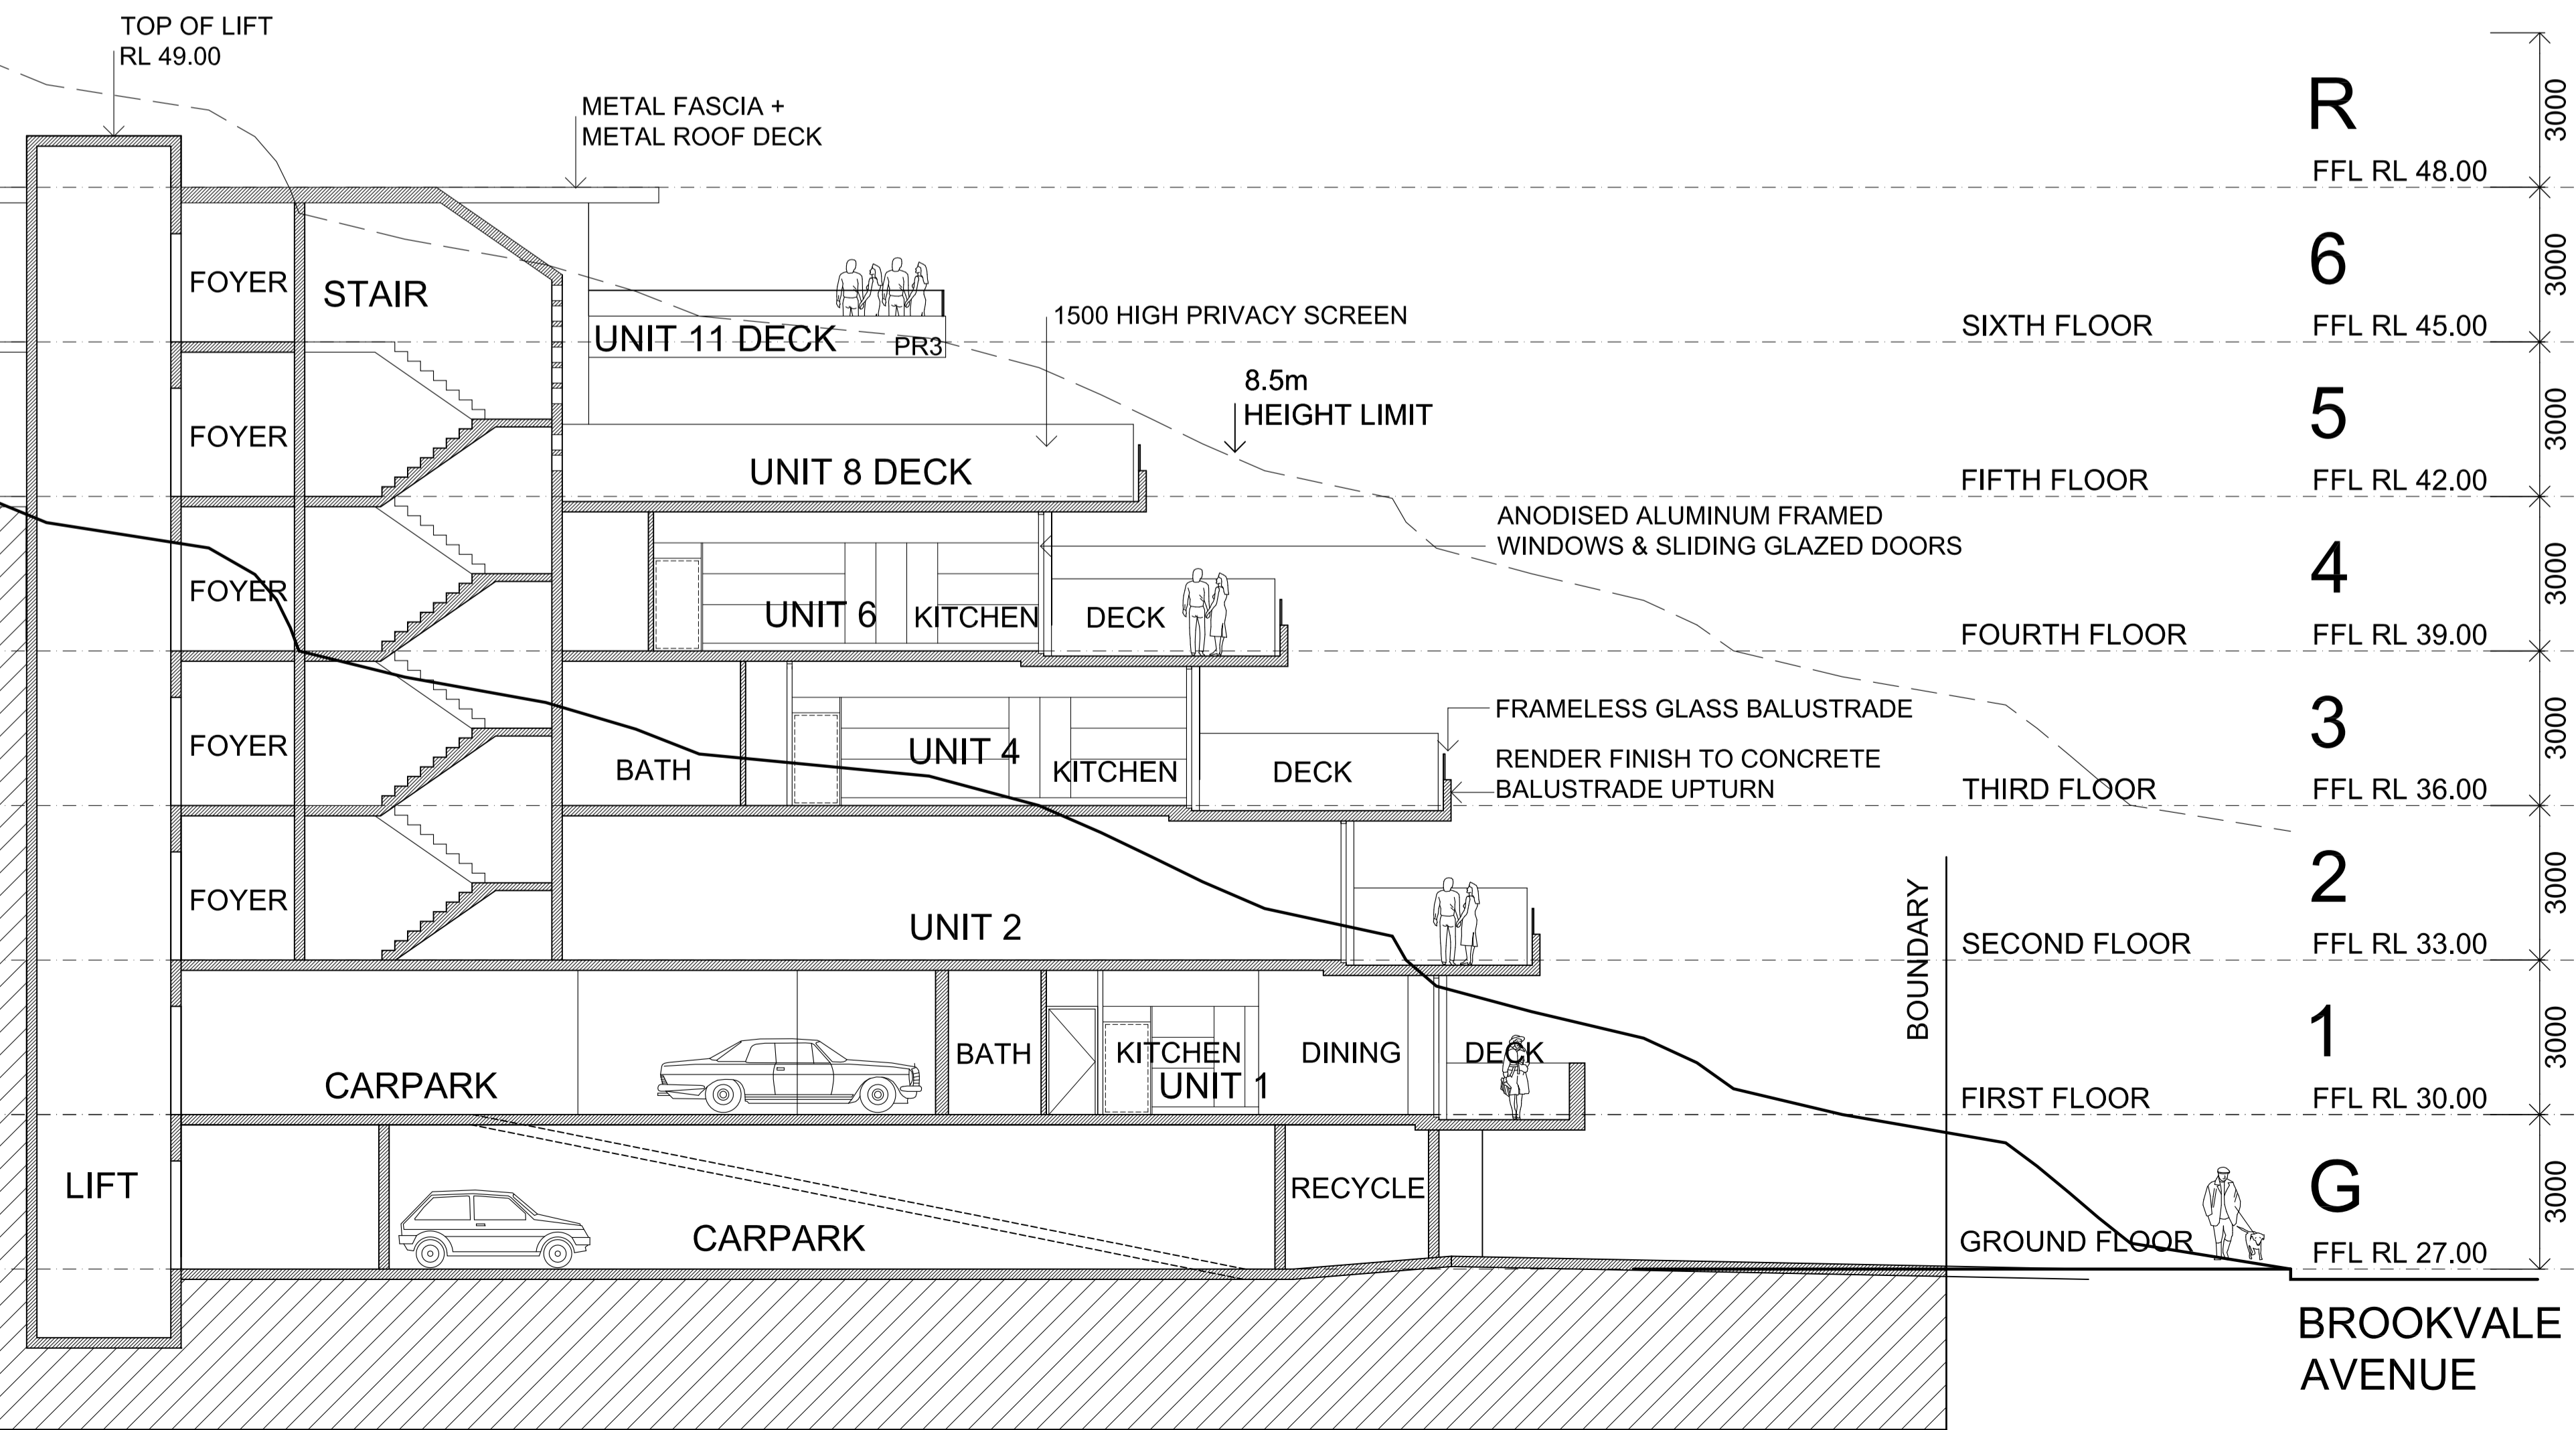 TOP OF LIFT
RL 49.00
METAL FASCIA +
METAL ROOF DECK
R
3000
FFL RL 48.00
FOYER
STAIR
6
3000
UNIT 11 DECK
PR3
1500 HIGH PRIVACY SCREEN
SIXTH FLOOR
FFL RL 45.00
8.5m
HEIGHT LIMIT
FOYER
5
3000
UNIT 8 DECK
FIFTH FLOOR
FFL RL 42.00
ANODISED ALUMINUM FRAMED
WINDOWS & SLIDING GLAZED DOORS
FOYER
4
3000
UNIT 6
KITCHEN
DECK
FOURTH FLOOR
FFL RL 39.00
FRAMELESS GLASS BALUSTRADE
3
3000
FOYER
BATH
UNIT 4
KITCHEN
DECK
RENDER FINISH TO CONCRETE
BALUSTRADE UPTURN
THIRD FLOOR
FFL RL 36.00
FOYER
2
3000
UNIT 2
BOUNDARY
SECOND FLOOR
FFL RL 33.00
CARPARK
BATH
KITCHEN
UNIT 1
DINING
DECK
1
3000
FIRST FLOOR
FFL RL 30.00
LIFT
CARPARK
RECYCLE
G
3000
GROUND FLOOR
FFL RL 27.00
BROOKVALE
AVENUE